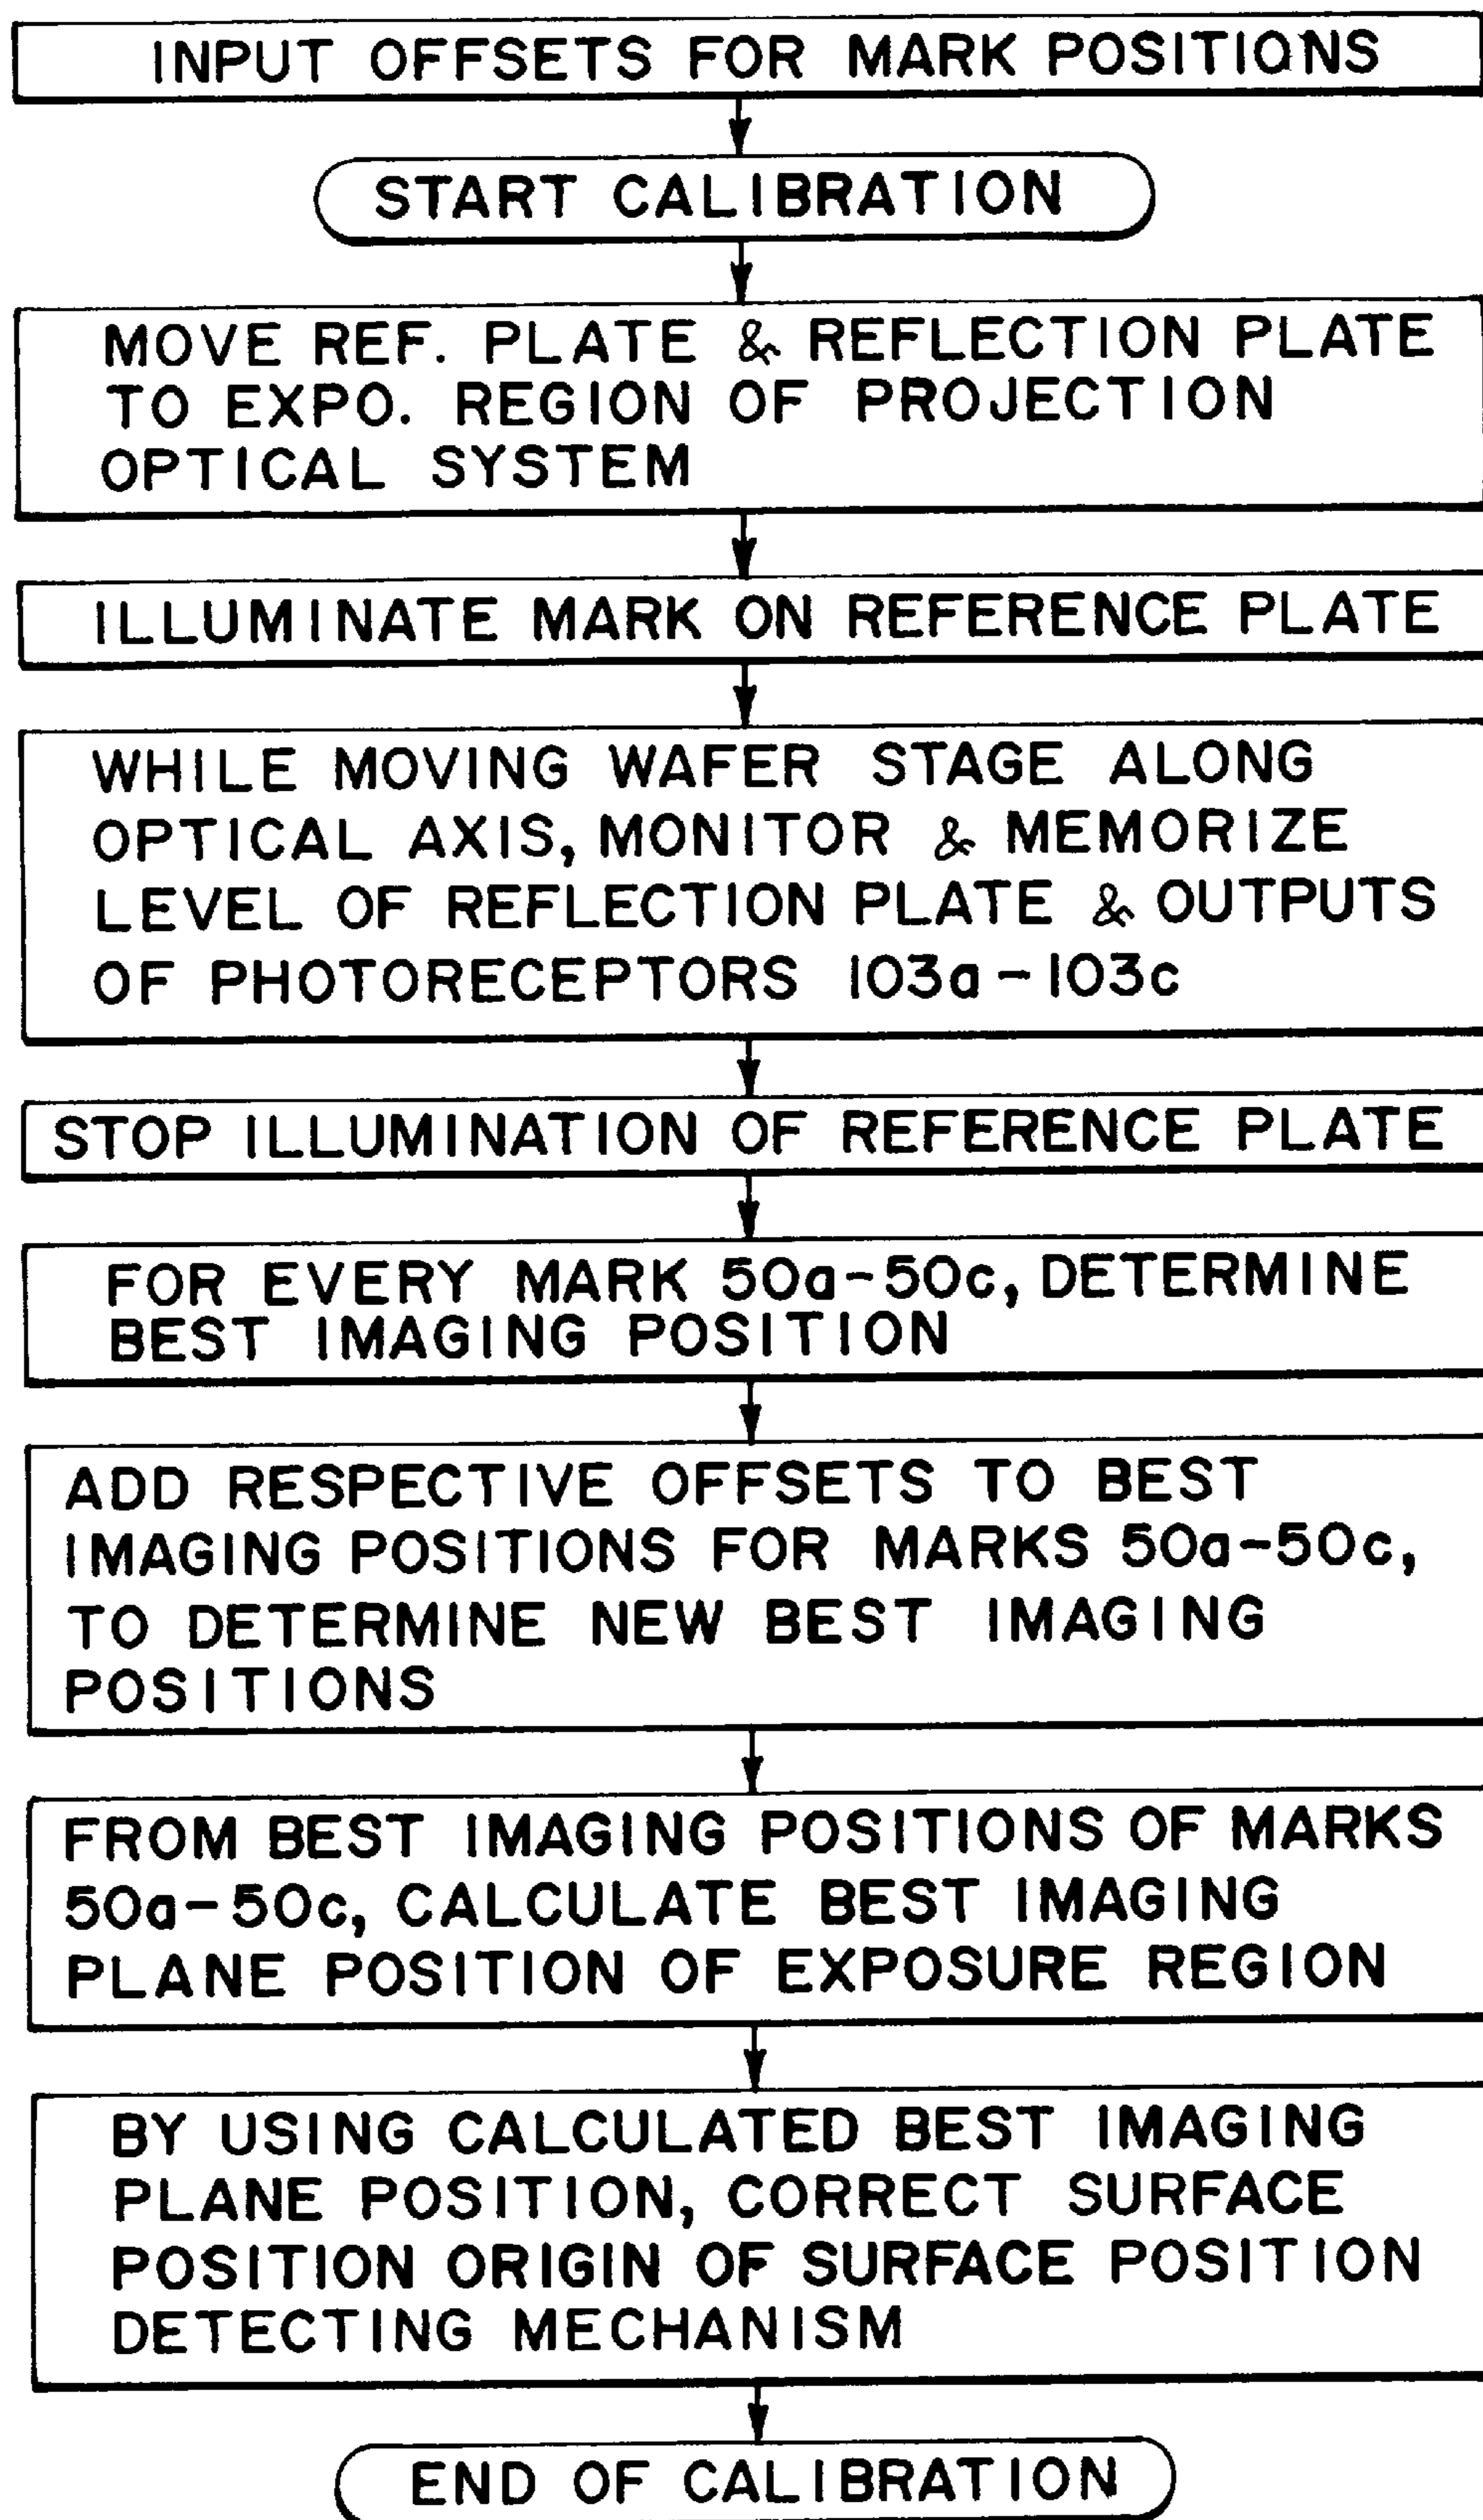 INPUT OFFSETS FOR MARK POSITIONS
START CALIBRATION
MOVE REF. PLATE & REFLECTION PLATE
TO EXPO. REGION OF PROJECTION
OPTICAL SYSTEM
ILLUMINATE MARK ON REFERENCE PLATE
WHILE MOVING WAFER STAGE ALONG
OPTICAL AXIS, MONITOR & MEMORIZE
LEVEL OF REFLECTION PLATE & OUTPUTS
OF PHOTORECEPTORS 103a-103c
STOP ILLUMINATION OF REFERENCE PLATE
FOR EVERY MARK 50a-50c, DETERMINE
BEST IMAGING POSITION
ADD RESPECTIVE OFFSETS TO BEST
IMAGING POSITIONS FOR MARKS 50a-50c,
TO DETERMINE NEW BEST IMAGING
POSITIONS
FROM BEST IMAGING POSITIONS OF MARKS
50a-50c, CALCULATE BEST IMAGING
PLANE POSITION OF EXPOSURE REGION
BY USING CALCULATED BEST IMAGING
PLANE POSITION, CORRECT SURFACE
POSITION ORIGIN OF SURFACE POSITION
DETECTING MECHANISM
END OF CALIBRATION